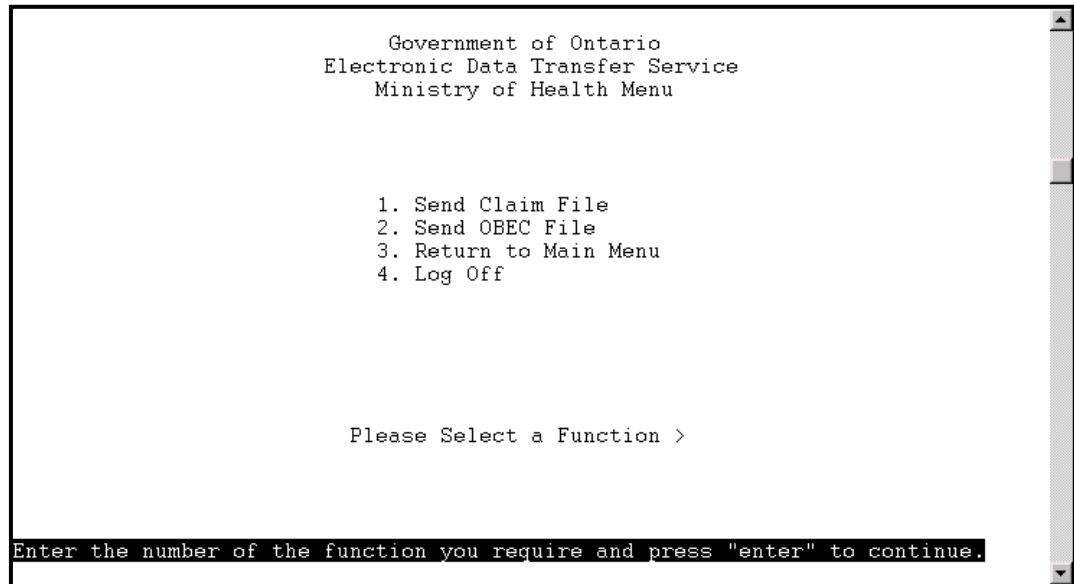 Government of Ontario
Electronic Data Transfer Service
Ministry of Health Menu
1. Send Claim File
2. Send OBEC File
3. Return to Main Menu
4. Log Off
Please Select a Function >
Enter the number of the function you require and press "enter" to continue.